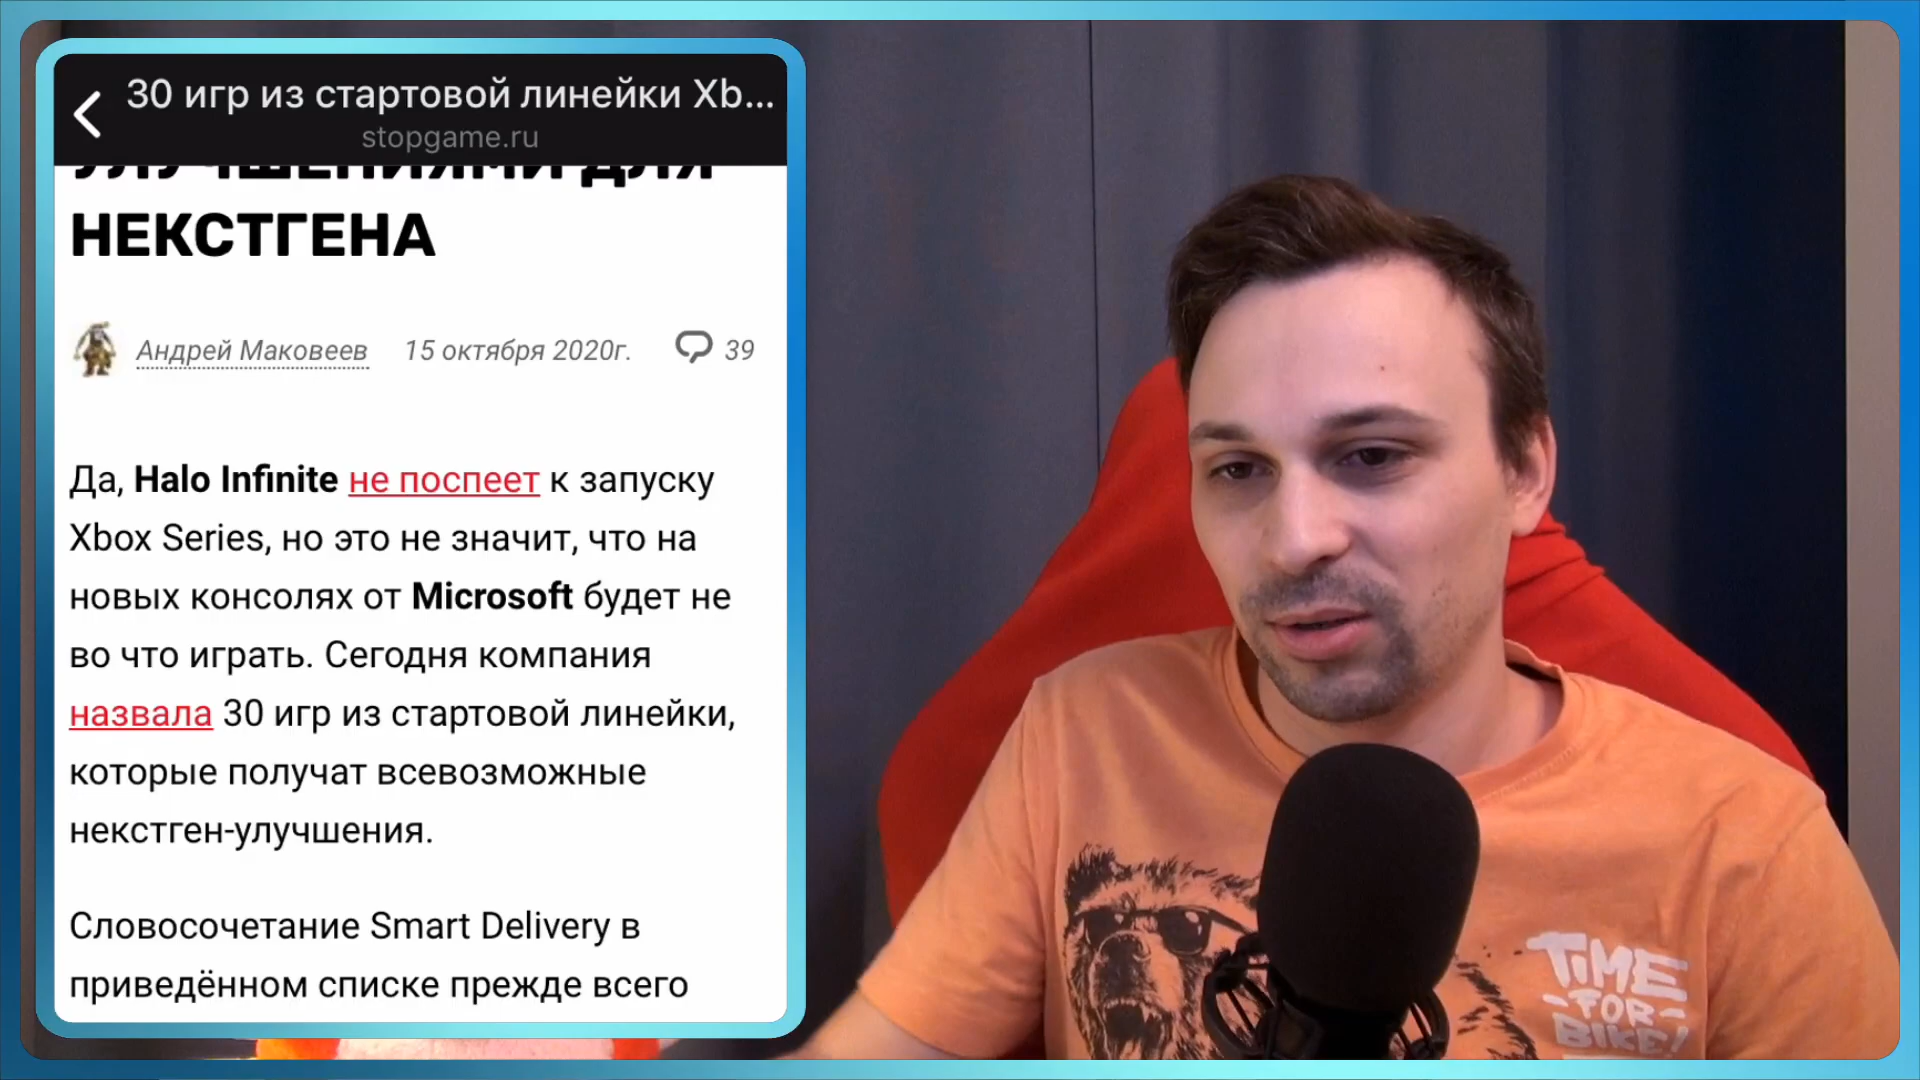 30 игр из стартовой линейки Xb...
stopgame.ru
УЛУЧШЕНИЯМИ ДЛЯ
НЕКСТГЕНА
Андрей Маковеев 15 октября 2020г. 39
Да, Halo Infinite не поспеет к запуску
Xbox Series, но это не значит, что на
новых консолях от Microsoft будет не
во что играть. Сегодня компания
назвала 30 игр из стартовой линейки,
которые получат всевозможные
некстген-улучшения.
Словосочетание Smart Delivery в
приведённом списке прежде всего
TIME
-FOR-
BIKE!